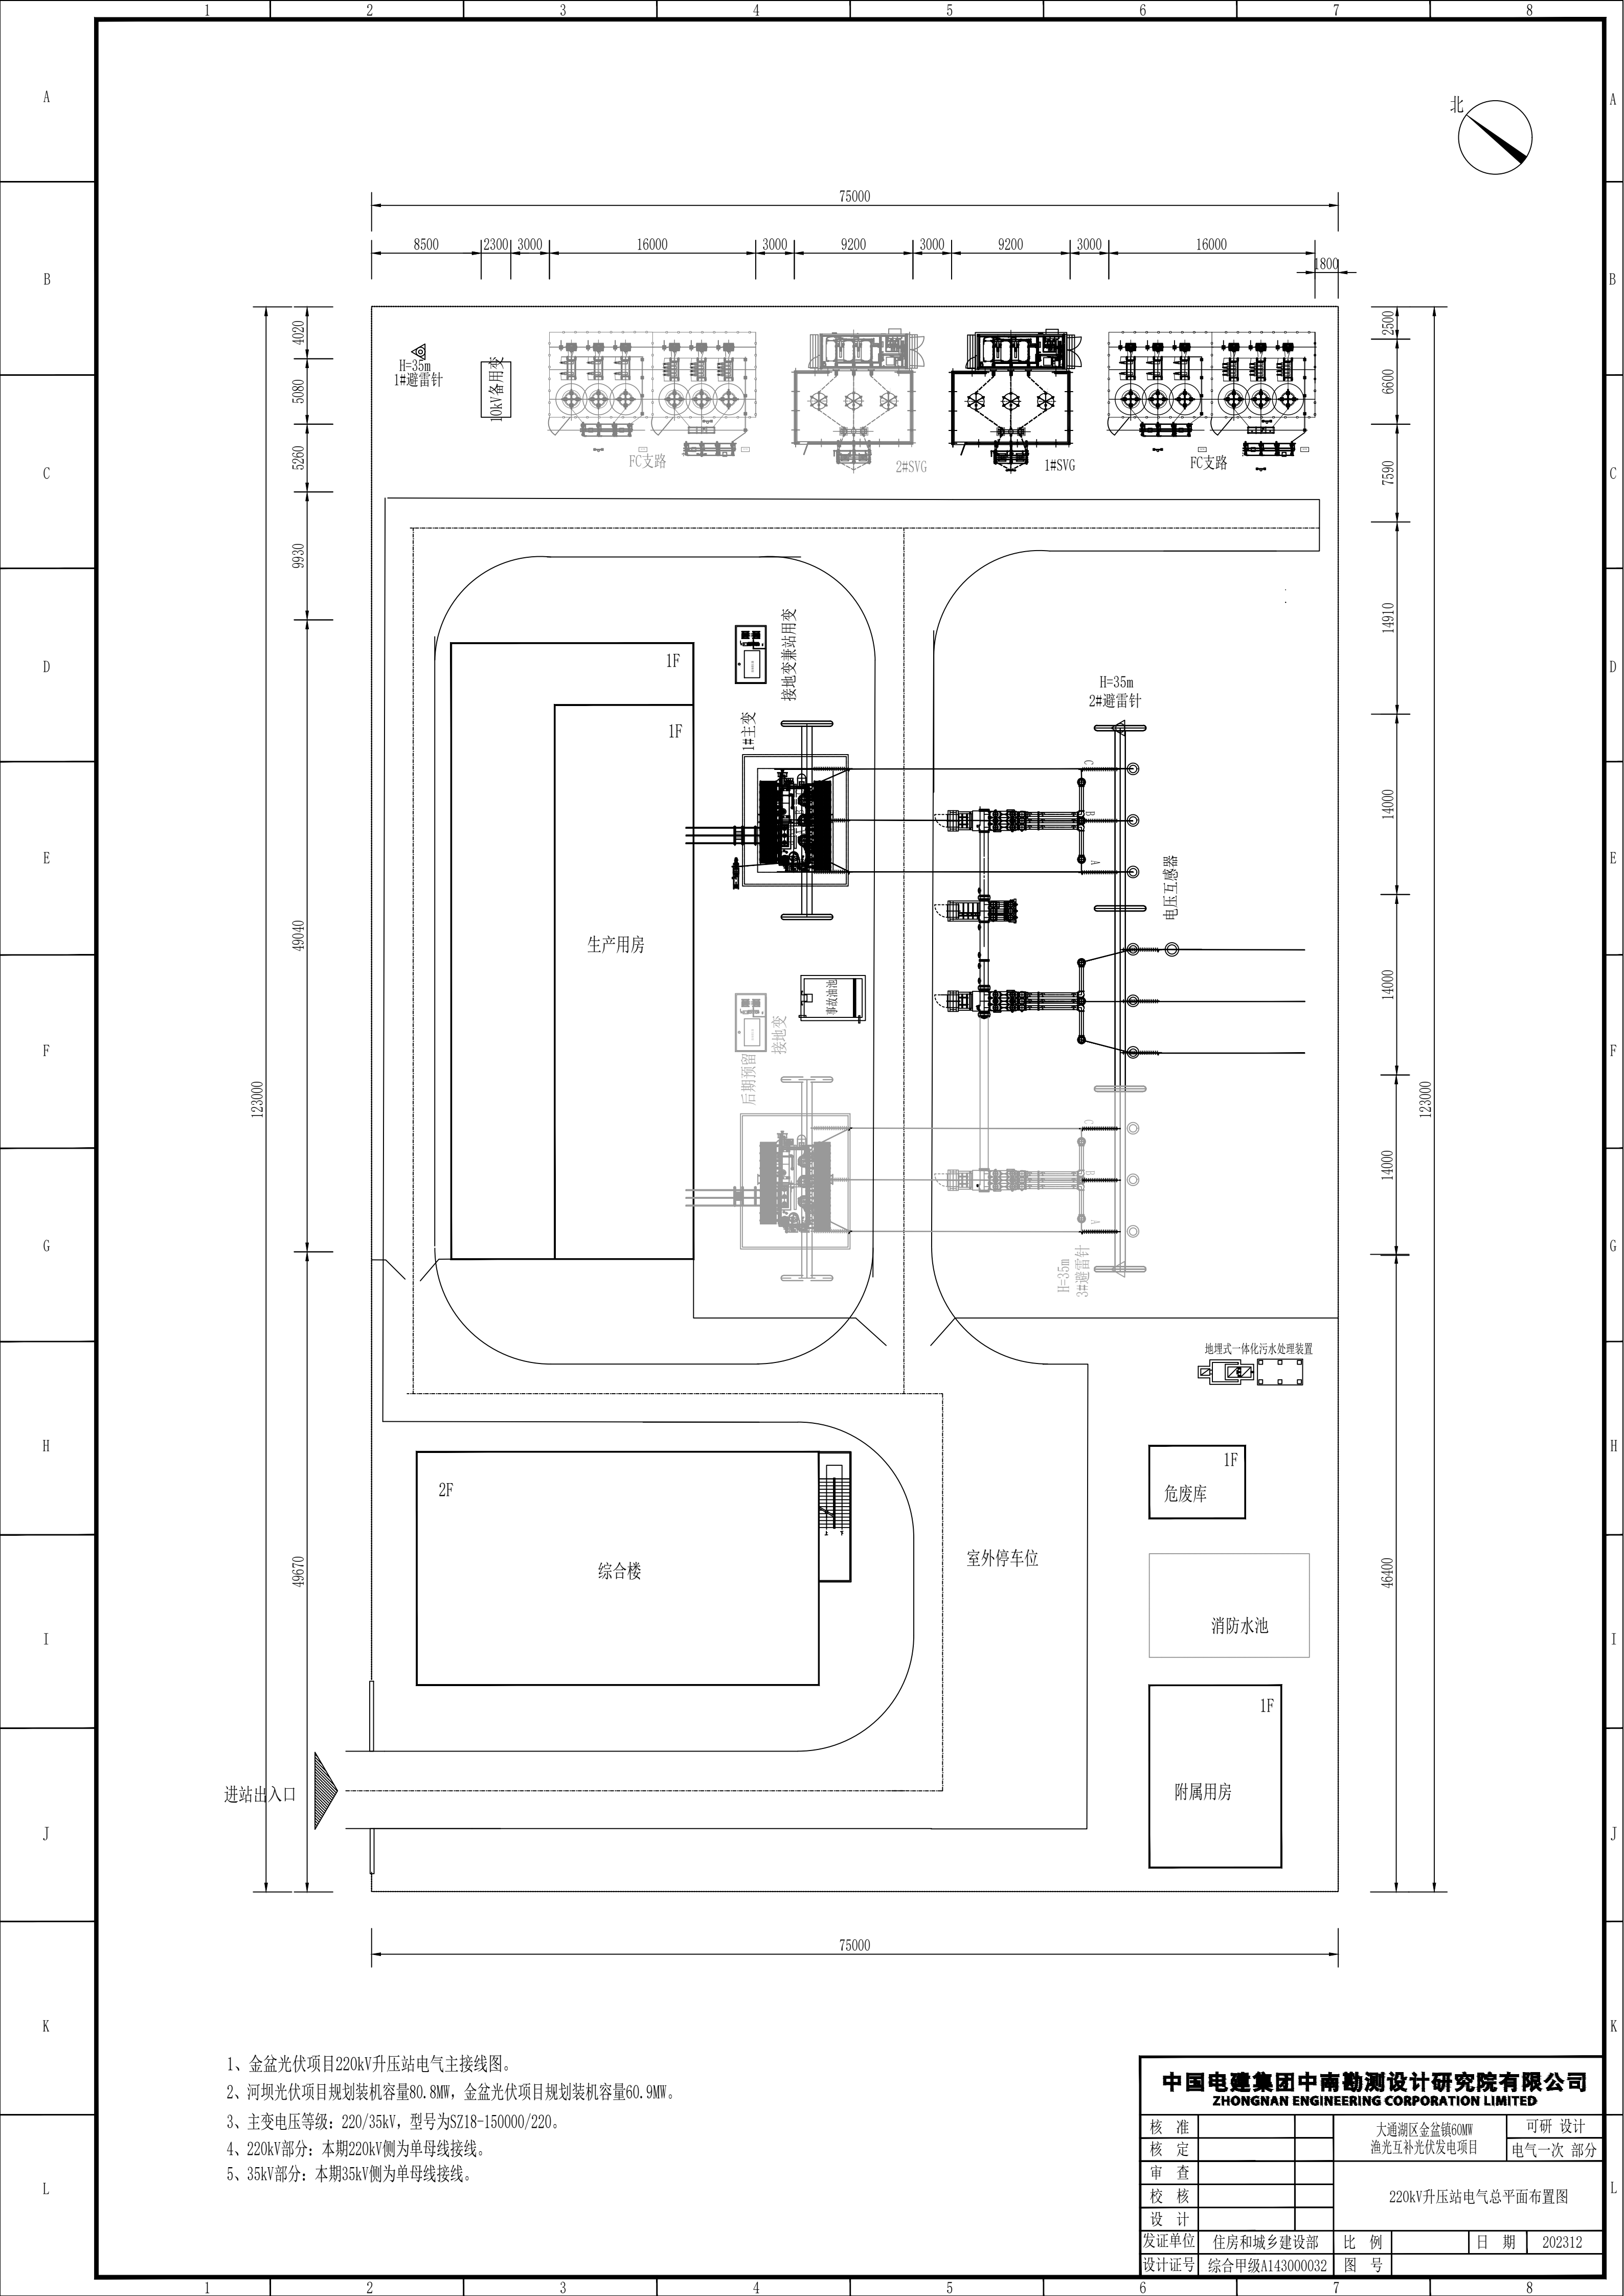 1 2 3 4 5 6 7 8
A A
北
75000
8500 2300 3000 16000 3000 9200 3000 9200 3000 16000
1800
B B
4020
2500
H=35m
1#避雷针
10kV备用变
5080
6600
5260
7590
FC支路
2#SVG
1#SVG
FC支路
C C
9930
14910
接地变兼站用变
1F
D D
H=35m
2#避雷针
1#主变
1F
C
B
A
14000
E E
电压互感器
49040
生产用房
14000
事故油池
接地变
后期预留
F F
123000
123000
C
B
A
14000
G G
H=35m
3#避雷针
地埋式一体化污水处理装置
H H
2F
1F
危废库
综合楼
室外停车位
49670
46400
I I
消防水池
1F
进站出入口
附属用房
J J
75000
K K
1、金盆光伏项目220kV升压站电气主接线图。
2、河坝光伏项目规划装机容量80.8MW，金盆光伏项目规划装机容量60.9MW。
3、主变电压等级：220/35kV，型号为SZ18-150000/220。
4、220kV部分：本期220kV侧为单母线接线。
5、35kV部分：本期35kV侧为单母线接线。
L L
中国电建集团中南勘测设计研究院有限公司
ZHONGNAN ENGINEERING CORPORATION LIMITED
核 准
大通湖区金盆镇60MW
渔光互补光伏发电项目
可研 设计
核 定
电气一次 部分
审 查
校 核
220kV升压站电气总平面布置图
设 计
发证单位 住房和城乡建设部 比 例 日 期 202312
设计证号 综合甲级A143000032 图 号
1 2 3 4 5 6 7 8